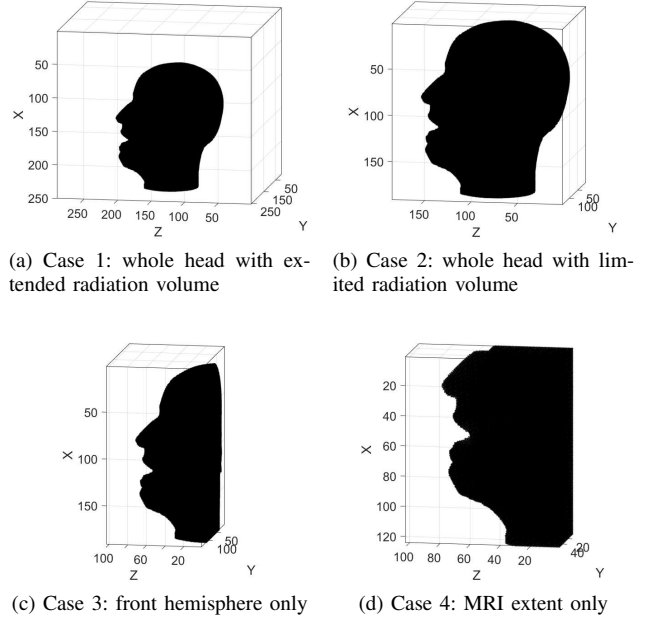 50
100
150
200
250
X
250 200 150 100 50
Z
50
150
250
Y
50
100
150
X
150 100 50
Z
50
100
Y
(a) Case 1: whole head with ex-
tended radiation volume
(b) Case 2: whole head with lim-
ited radiation volume
50
100
150
X
100 60 20
Z
50
100
Y
20
40
60
80
100
120
X
100 80 60 40 20
Z
20
40
Y
(c) Case 3: front hemisphere only
(d) Case 4: MRI extent only